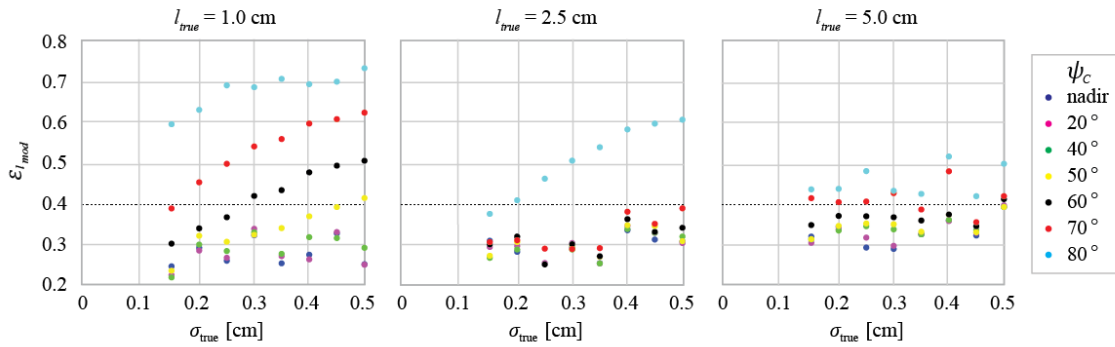 l_true = 1.0 cm l_true = 2.5 cm l_true = 5.0 cm
0.8
0.7
0.6
0.5
0.4
0.3
0.2
ε_l_mod
0 0.1 0.2 0.3 0.4 0.5 0 0.1 0.2 0.3 0.4 0.5 0 0.1 0.2 0.3 0.4 0.5
σ_true [cm] σ_true [cm] σ_true [cm]
ψ_C
nadir
20°
40°
50°
60°
70°
80°